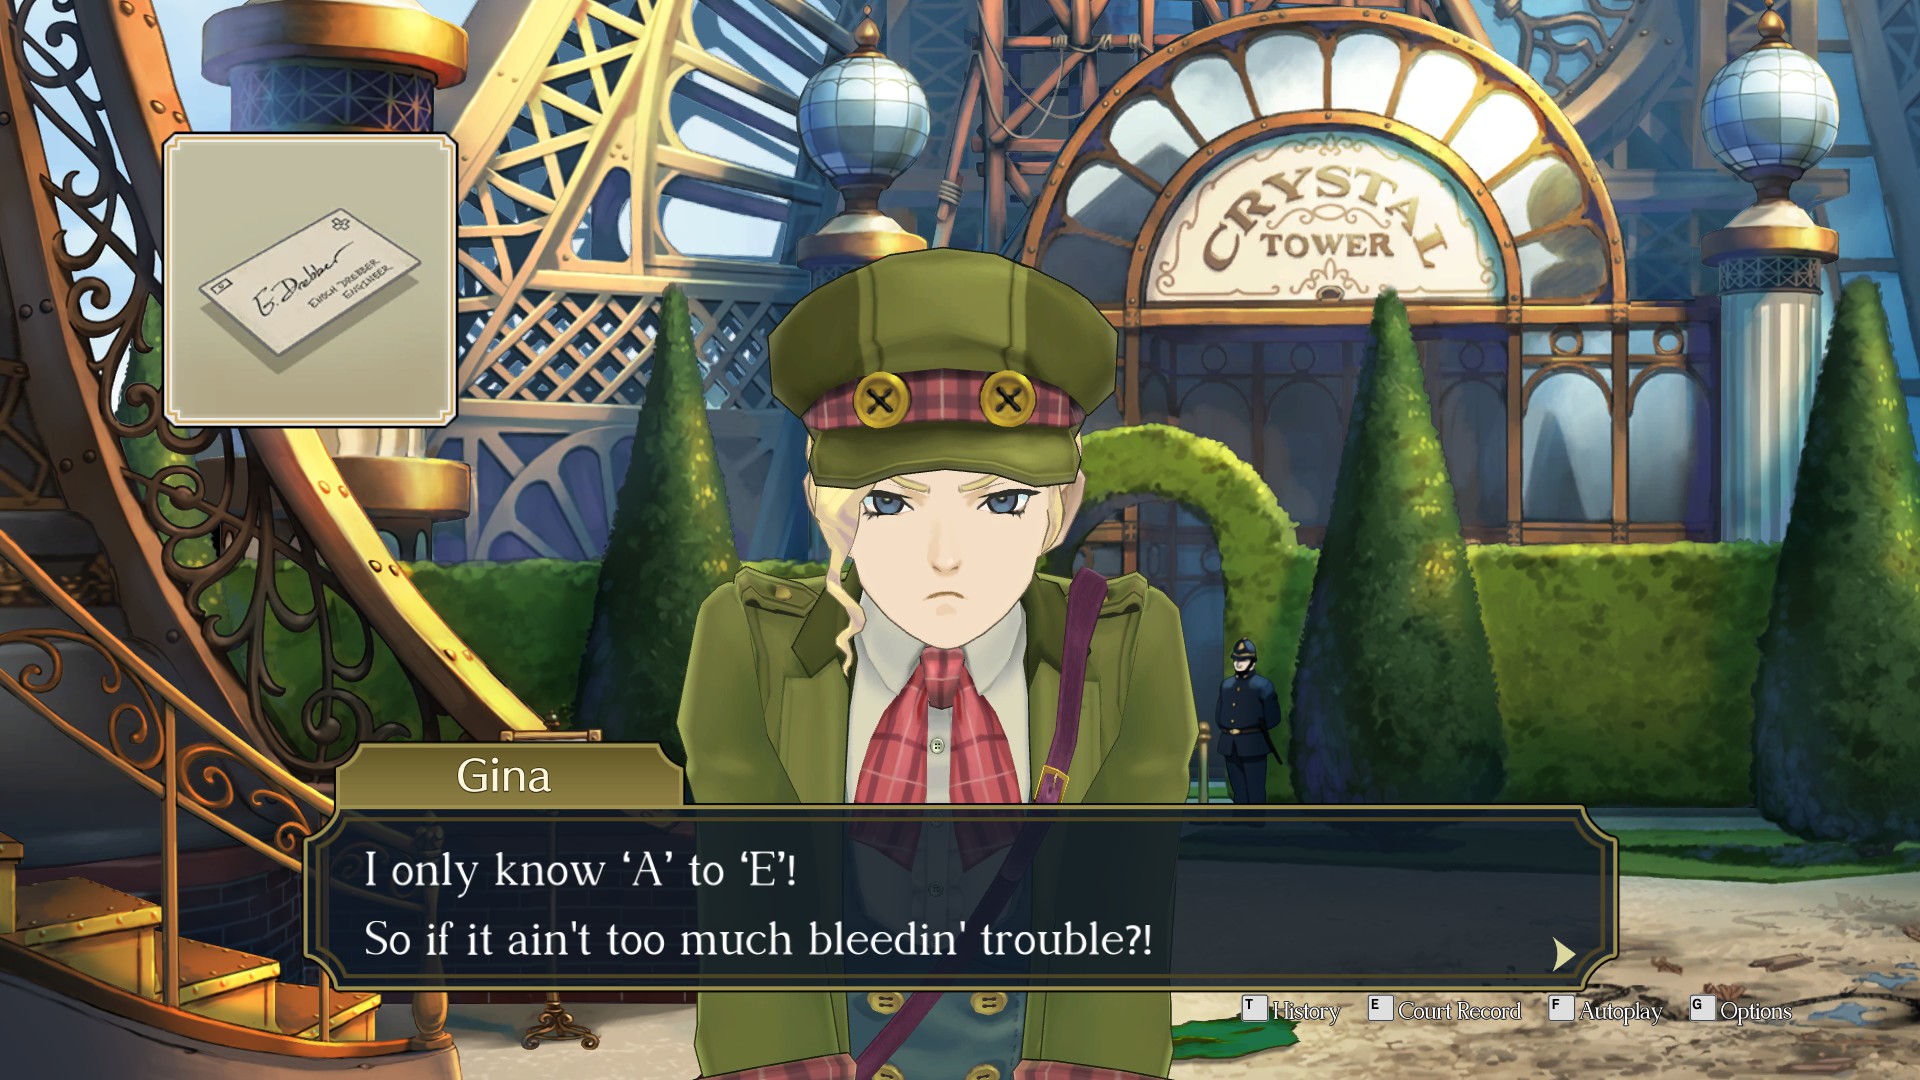 E. Drebber
ENOCH DREBBER
ENGINEER
CRYSTAL
TOWER
Gina
I only know ‘A’ to ‘E’!
So if it ain't too much bleedin' trouble?!
T History E Court Record F Autoplay G Options